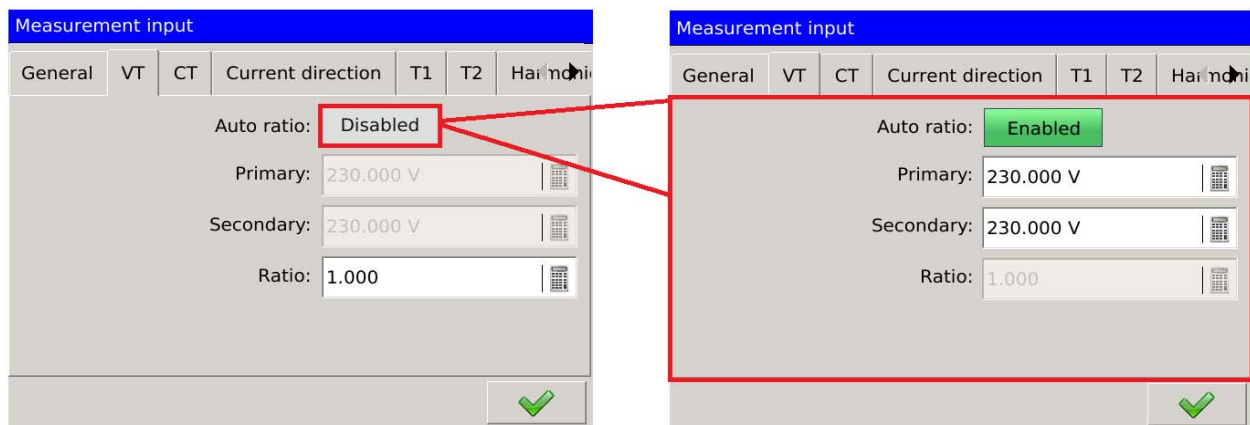 Measurement input
General VT CT Current direction T1 T2 Harmonic
Auto ratio: Disabled
Primary: 230.000 V
Secondary: 230.000 V
Ratio: 1.000
Measurement input
General VT CT Current direction T1 T2 Harmoni
Auto ratio: Enabled
Primary: 230.000 V
Secondary: 230.000 V
Ratio: 1.000